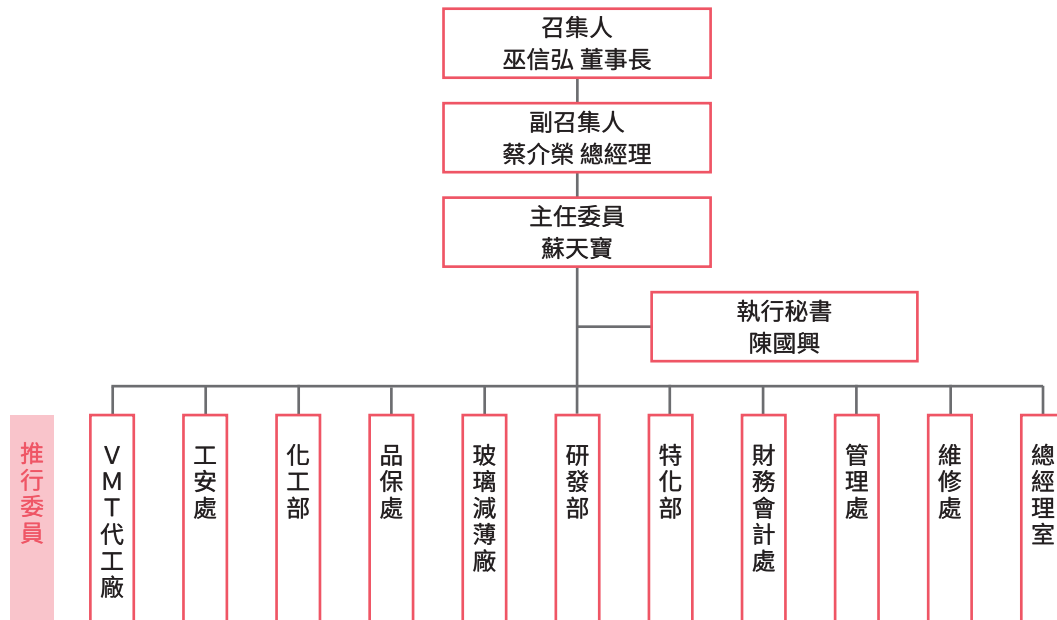 召集人
巫信弘 董事長
副召集人
蔡介榮 總經理
主任委員
蘇天寶
執行秘書
陳國興
推行委員
VMT代工廠
工安處
化工部
品保處
玻璃減薄廠
研發部
特化部
財務會計處
管理處
維修處
總經理室